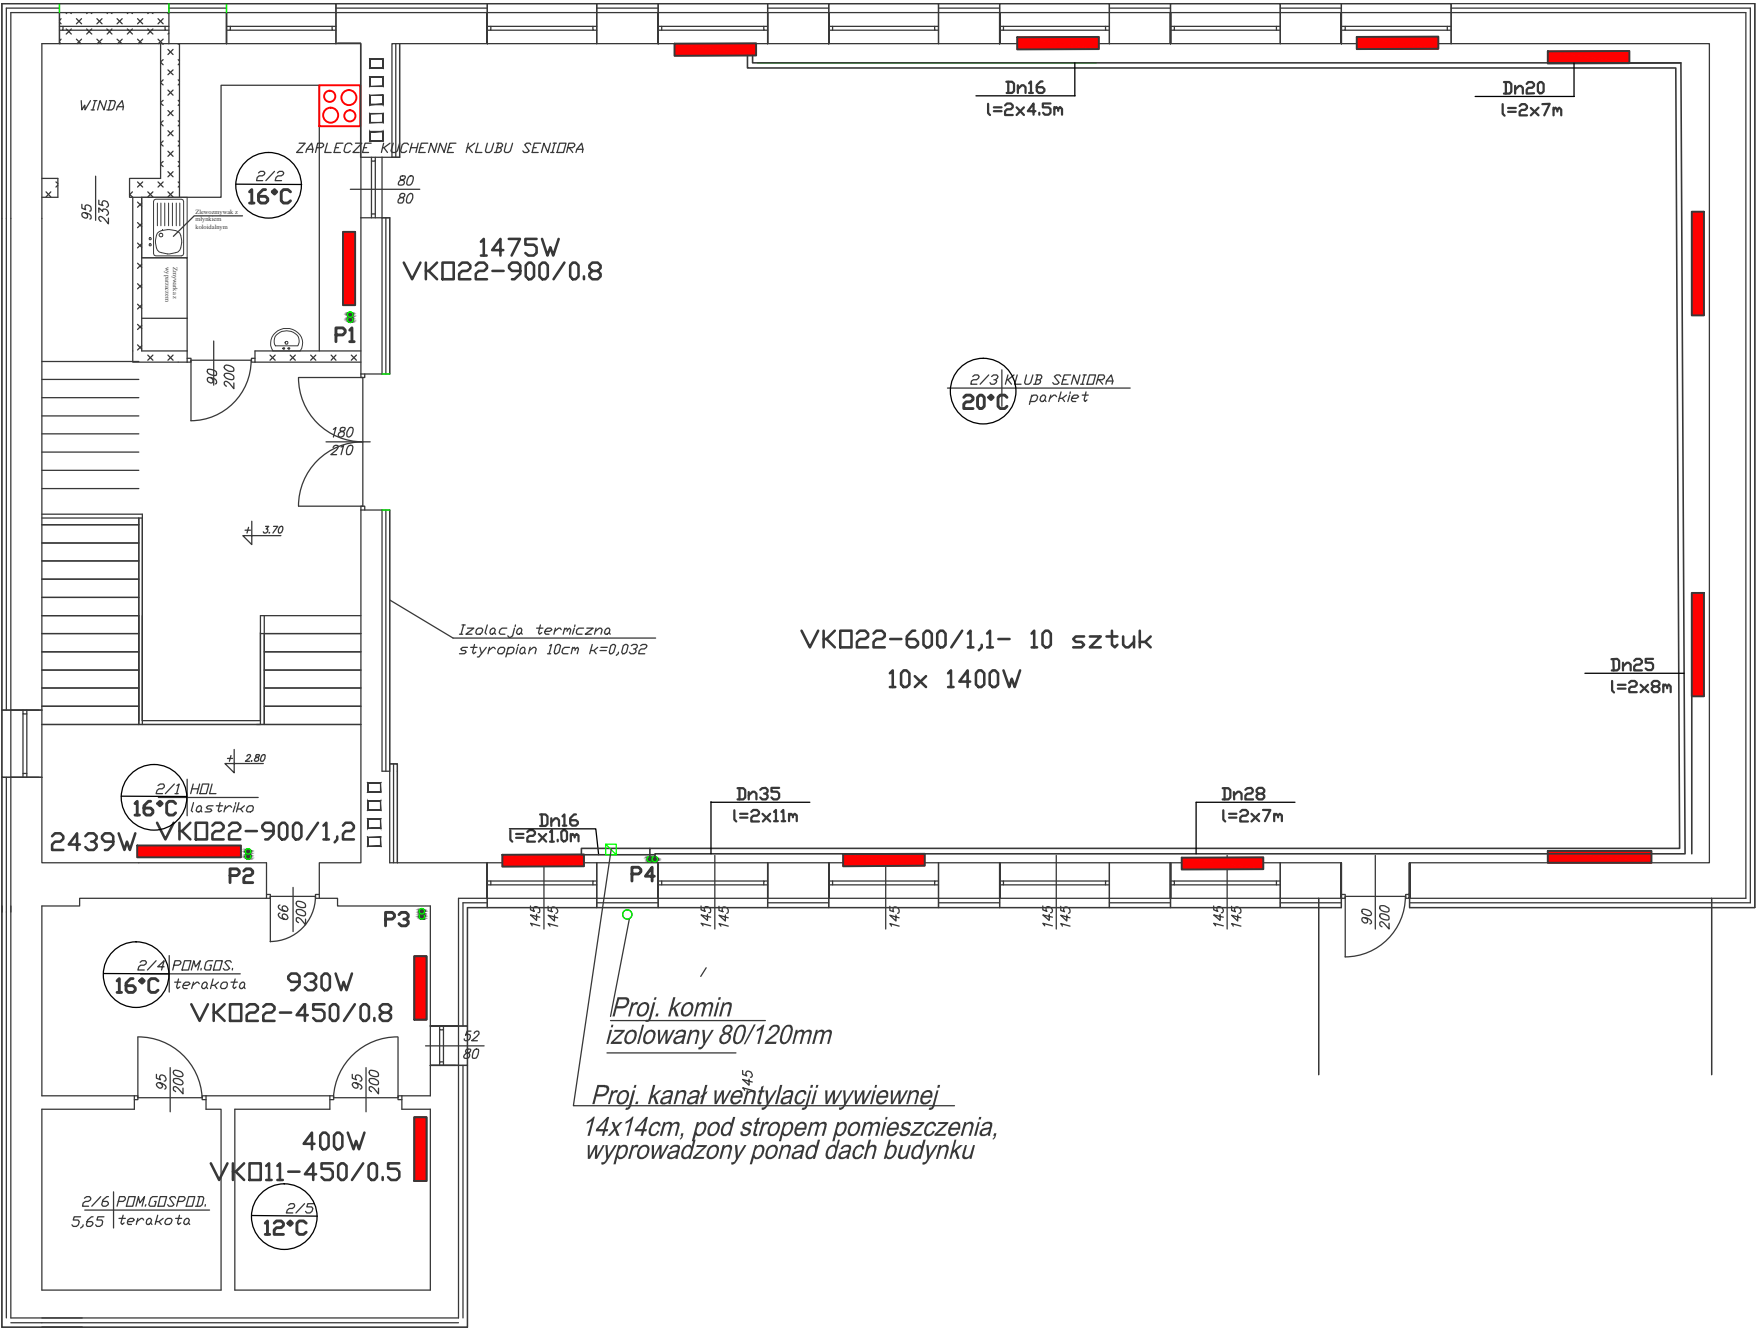 WINDA
95
235
ZAPLECZE KUCHENNE KLUBU SENIORA
2/2
16°C
Zlewozmywak z
młynkiem
koloidalnym
80
80
1475W
VKO22-900/0.8
P1
90
200
180
210
3.70
Dn16
l=2x4.5m
Dn20
l=2x7m
2/3 KLUB SENIORA
20°C parkiet
Izolacja termiczna
styropian 10cm k=0,032
VKO22-600/1,1- 10 sztuk
10x 1400W
Dn25
l=2x8m
2.80
2/1 HOL
16°C lastriko
2439W VKO22-900/1,2
P2
Dn16
l=2x1.0m
Dn35
l=2x11m
Dn28
l=2x7m
P4
66
200
P3
145
145
145
145
145
145
145
145
145
145
90
200
2/4 POM.GOS.
16°C terakota
930W
VKO22-450/0.8
52
80
95
200
95
200
Proj. komin
izolowany 80/120mm
145
Proj. kanał wentylacji wywiewnej
14x14cm, pod stropem pomieszczenia,
wyprowadzony ponad dach budynku
400W
VKO11-450/0.5
2/6 POM.GOSPOD.
5,65 terakota
2/5
12°C